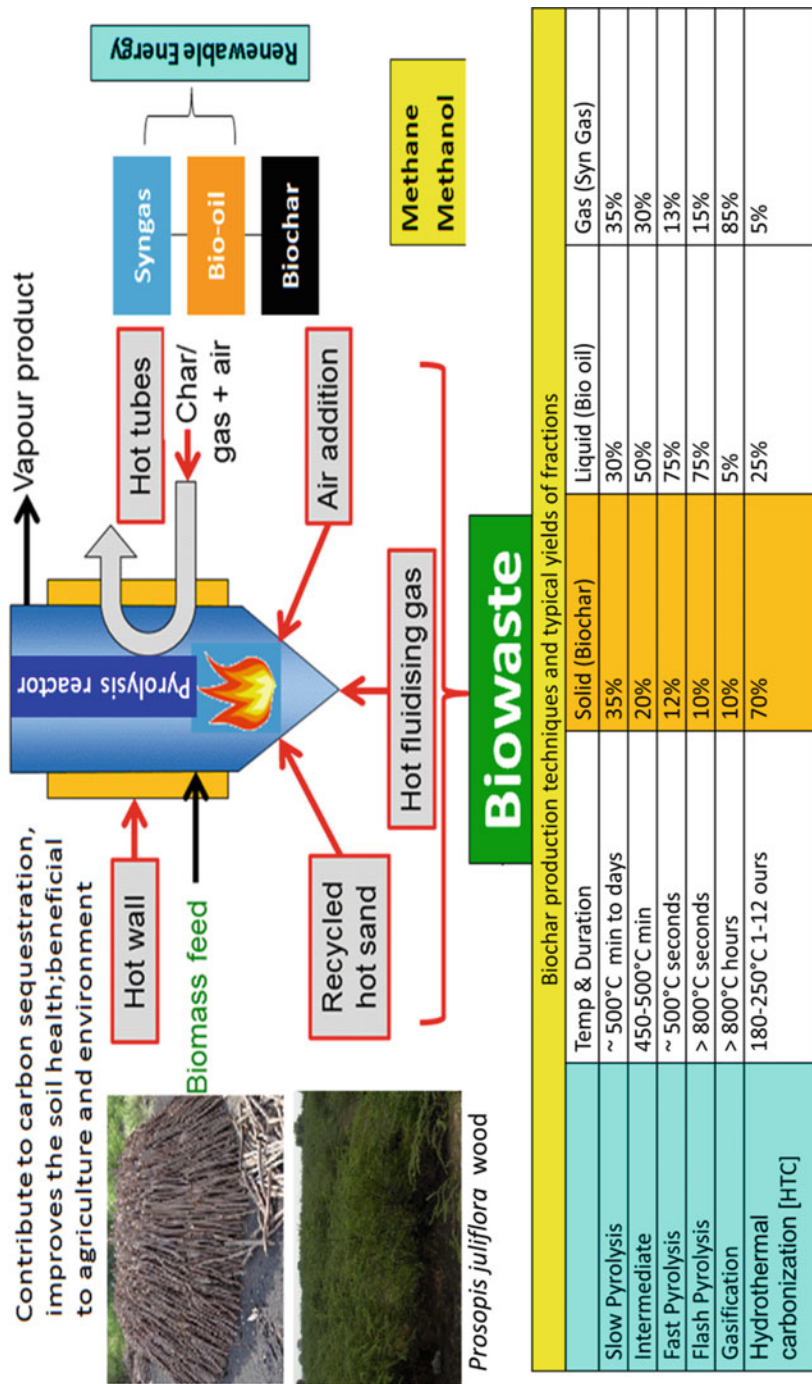 Contribute to carbon sequestration,
improves the soil health;beneficial
to agriculture and environment
Vapour product
Pyrolysis reactor
Hot wall
Biomass feed
Recycled
hot sand
Hot fluidising gas
Air addition
Hot tubes
Char/
gas + air
Syngas
Bio-oil
Biochar
Renewable Energy
Methane
Methanol
Prosopis juliflora wood
Biowaste
Biochar production techniques and typical yields of fractions
Temp & Duration Solid (Biochar) Liquid (Bio oil) Gas (Syn Gas)
Slow Pyrolysis ~ 500°C min to days 35% 30% 35%
Intermediate 450-500°C min 20% 50% 30%
Fast Pyrolysis ~ 500°C seconds 12% 75% 13%
Flash Pyrolysis > 800°C seconds 10% 75% 15%
Gasification > 800°C hours 10% 5% 85%
Hydrothermal 180-250°C 1-12 ours 70% 25% 5%
carbonization [HTC]